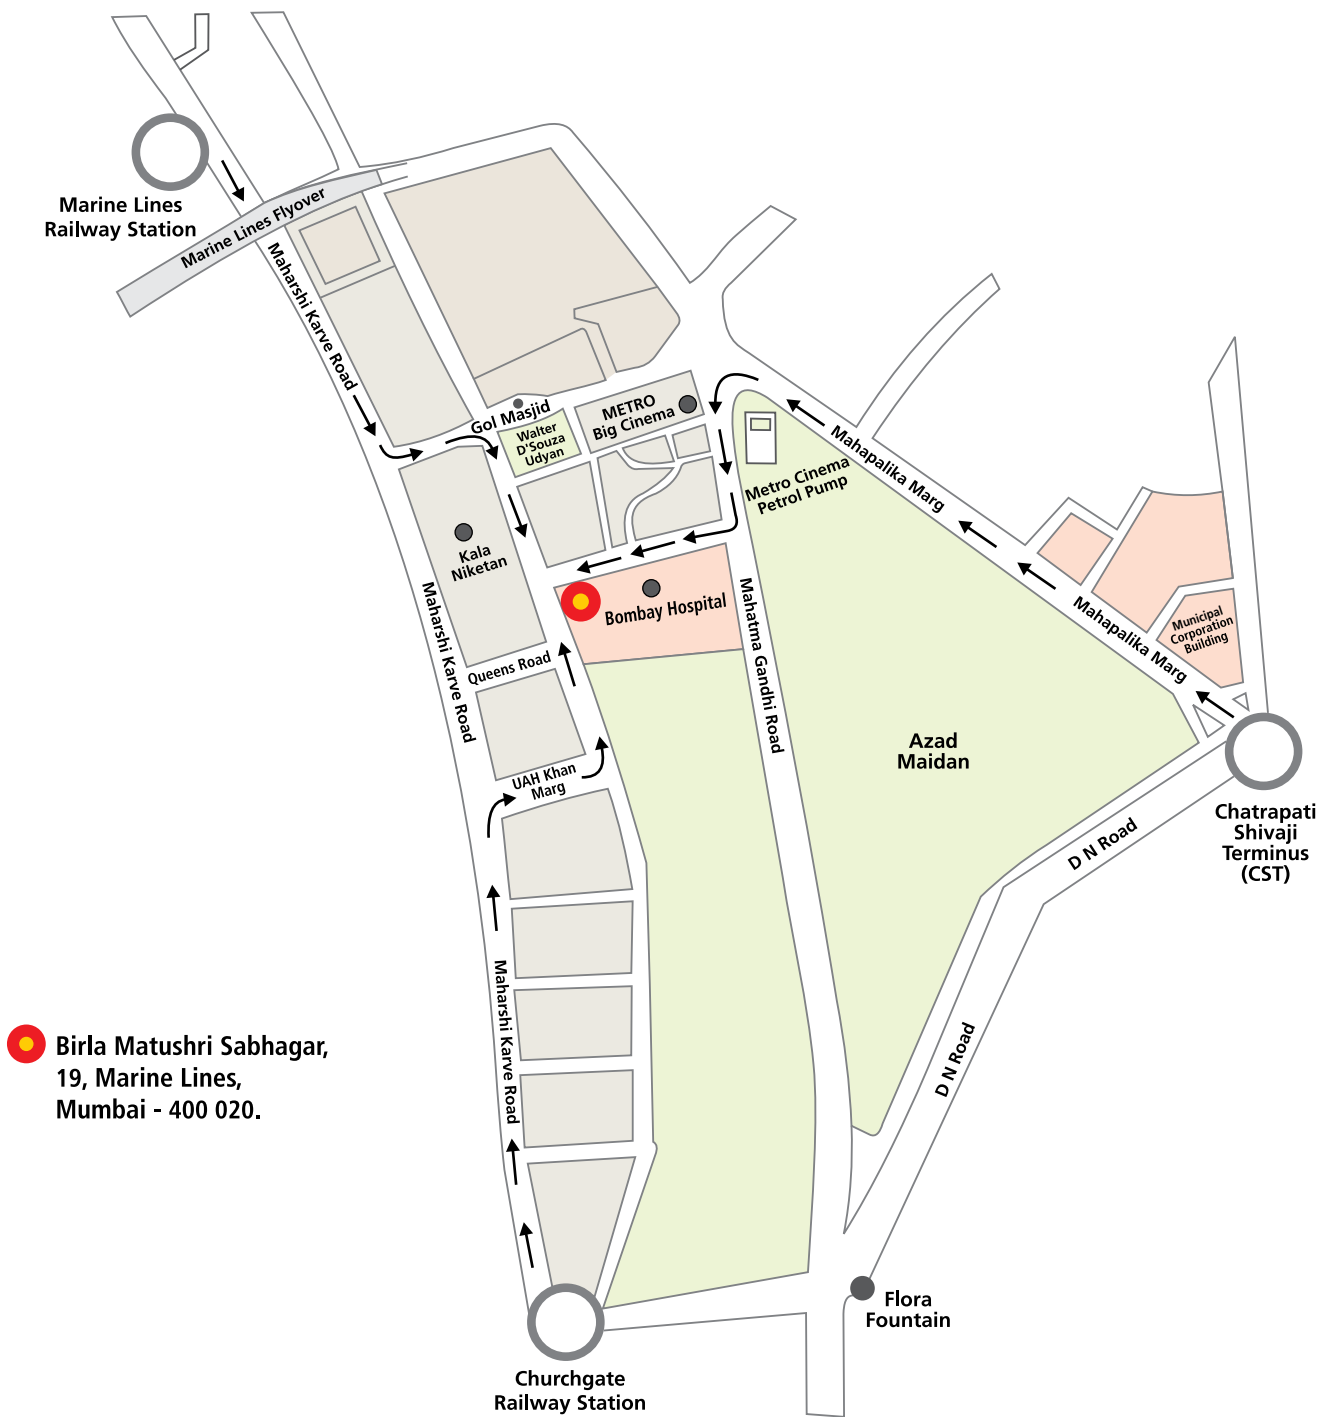 Marine Lines
Railway Station
Marine Lines Flyover
Maharshi Karve Road
Gol Masjid
Walter
D'Souza
Udyan
METRO
Big Cinema
Metro Cinema
Petrol Pump
Mahapalika Marg
Kala
Niketan
Maharshi Karve Road
Bombay Hospital
Mahatma Gandhi Road
Mahapalika Marg
Municipal
Corporation
Building
Queens Road
UAH Khan
Marg
Azad
Maidan
Chatrapati
Shivaji
Terminus
(CST)
D N Road
Maharshi Karve Road
D N Road
Birla Matushri Sabhagar,
19, Marine Lines,
Mumbai - 400 020.
Flora
Fountain
Churchgate
Railway Station